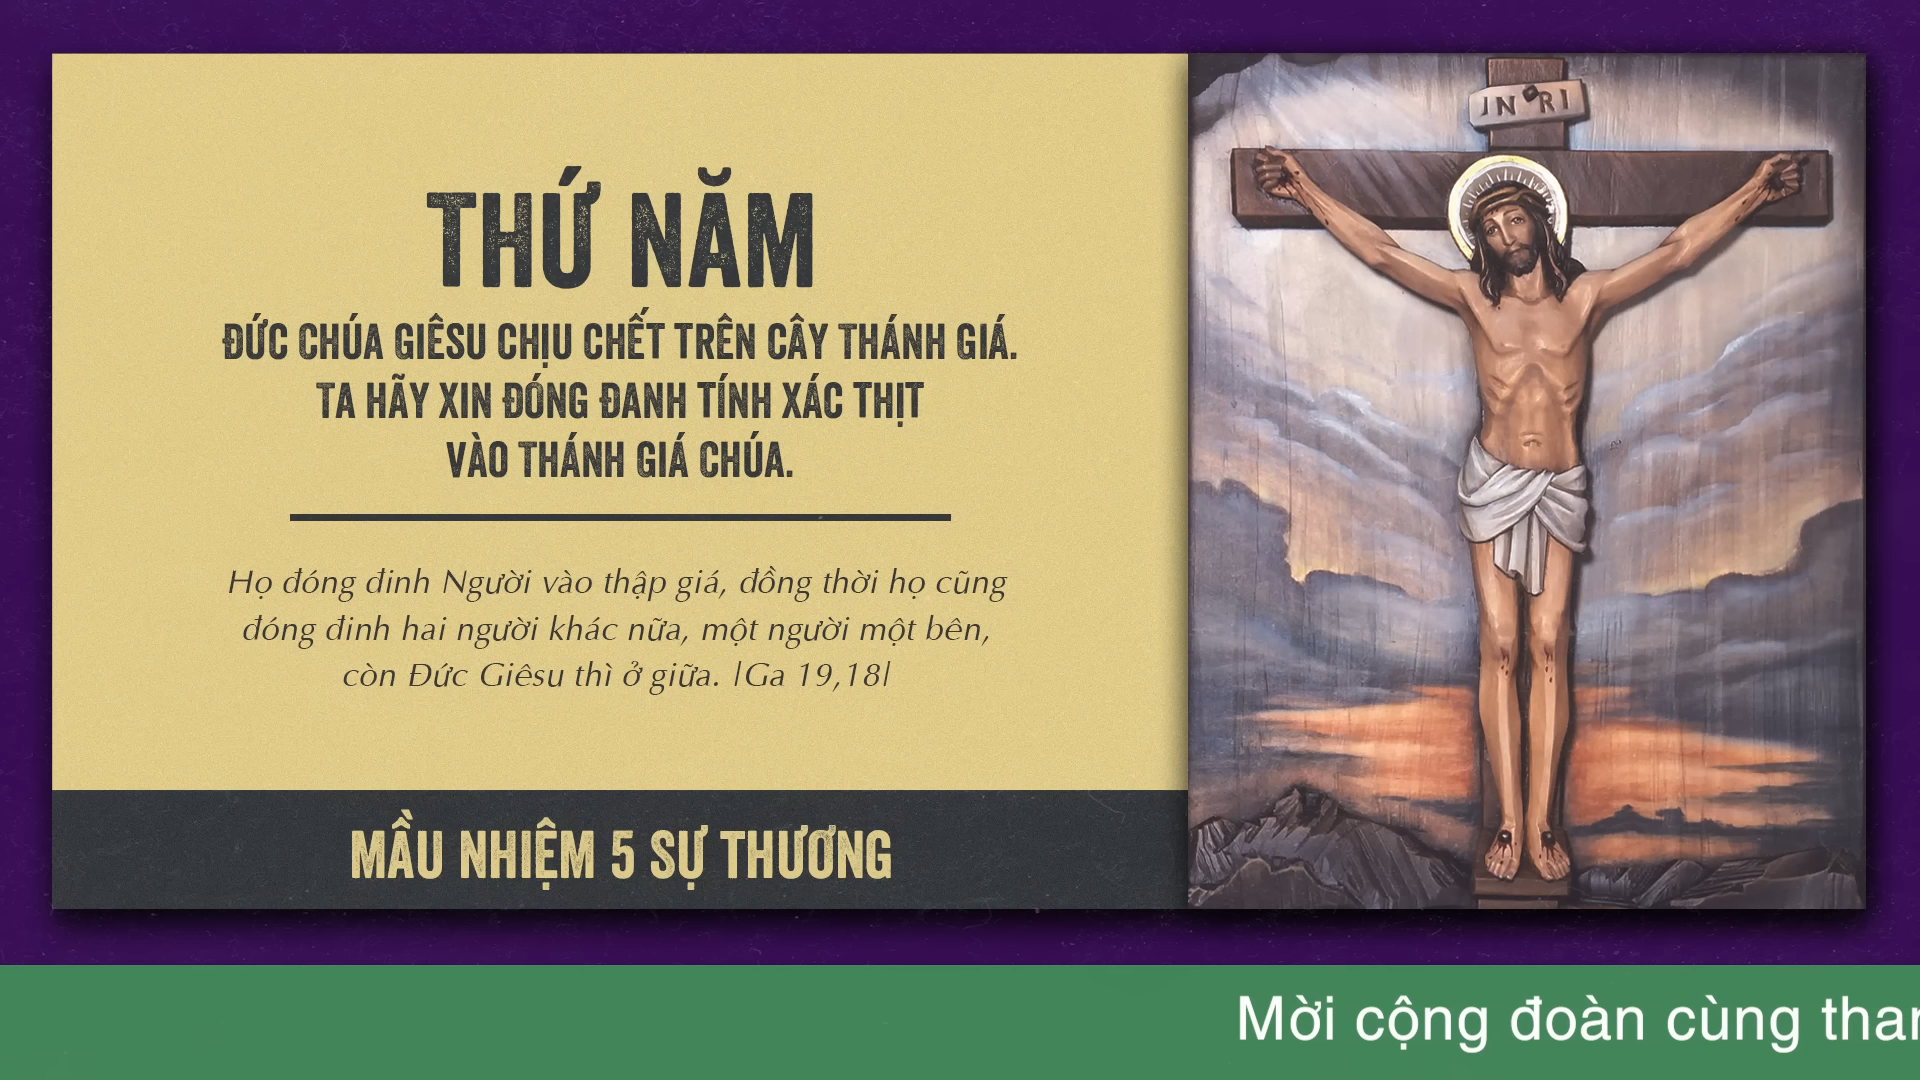 THỨ NĂM
ĐỨC CHÚA GIÊSU CHỊU CHẾT TRÊN CÂY THÁNH GIÁ.
TA HÃY XIN ĐÓNG ĐANH TÍNH XÁC THỊT
VÀO THÁNH GIÁ CHÚA.
Họ đóng đinh Người vào thập giá, đồng thời họ cũng
đóng đinh hai người khác nữa, một người một bên,
còn Đức Giêsu thì ở giữa. |Ga 19,18|
MẦU NHIỆM 5 SỰ THƯƠNG
INRI
Mời cộng đoàn cùng